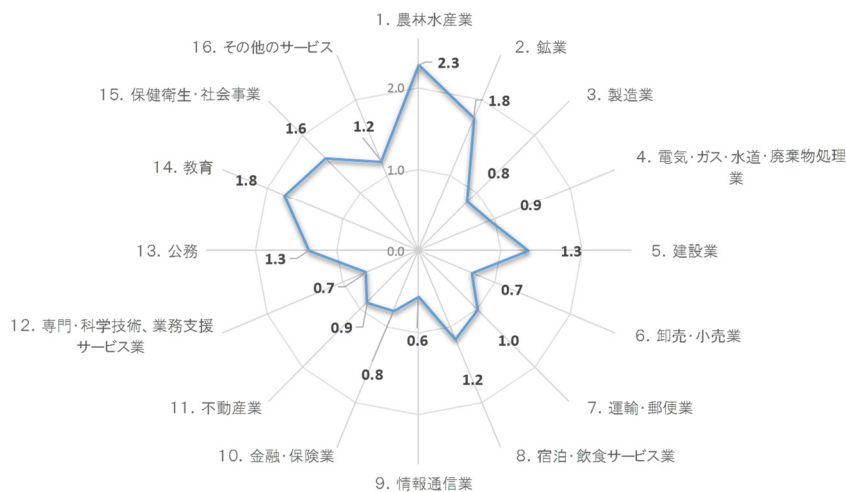 1. 農林水産業
2. 鉱業
3. 製造業
4. 電気・ガス・水道・廃棄物処理
業
5. 建設業
6. 卸売・小売業
7. 運輸・郵便業
8. 宿泊・飲食サービス業
9. 情報通信業
10. 金融・保険業
11. 不動産業
12. 専門・科学技術、業務支援
サービス業
13. 公務
14. 教育
15. 保健衛生・社会事業
16. その他のサービス
2.3
1.8
0.8
0.9
1.3
0.7
1.0
1.2
0.6
0.8
0.9
0.7
1.3
1.8
1.6
1.2
2.0
1.0
0.0